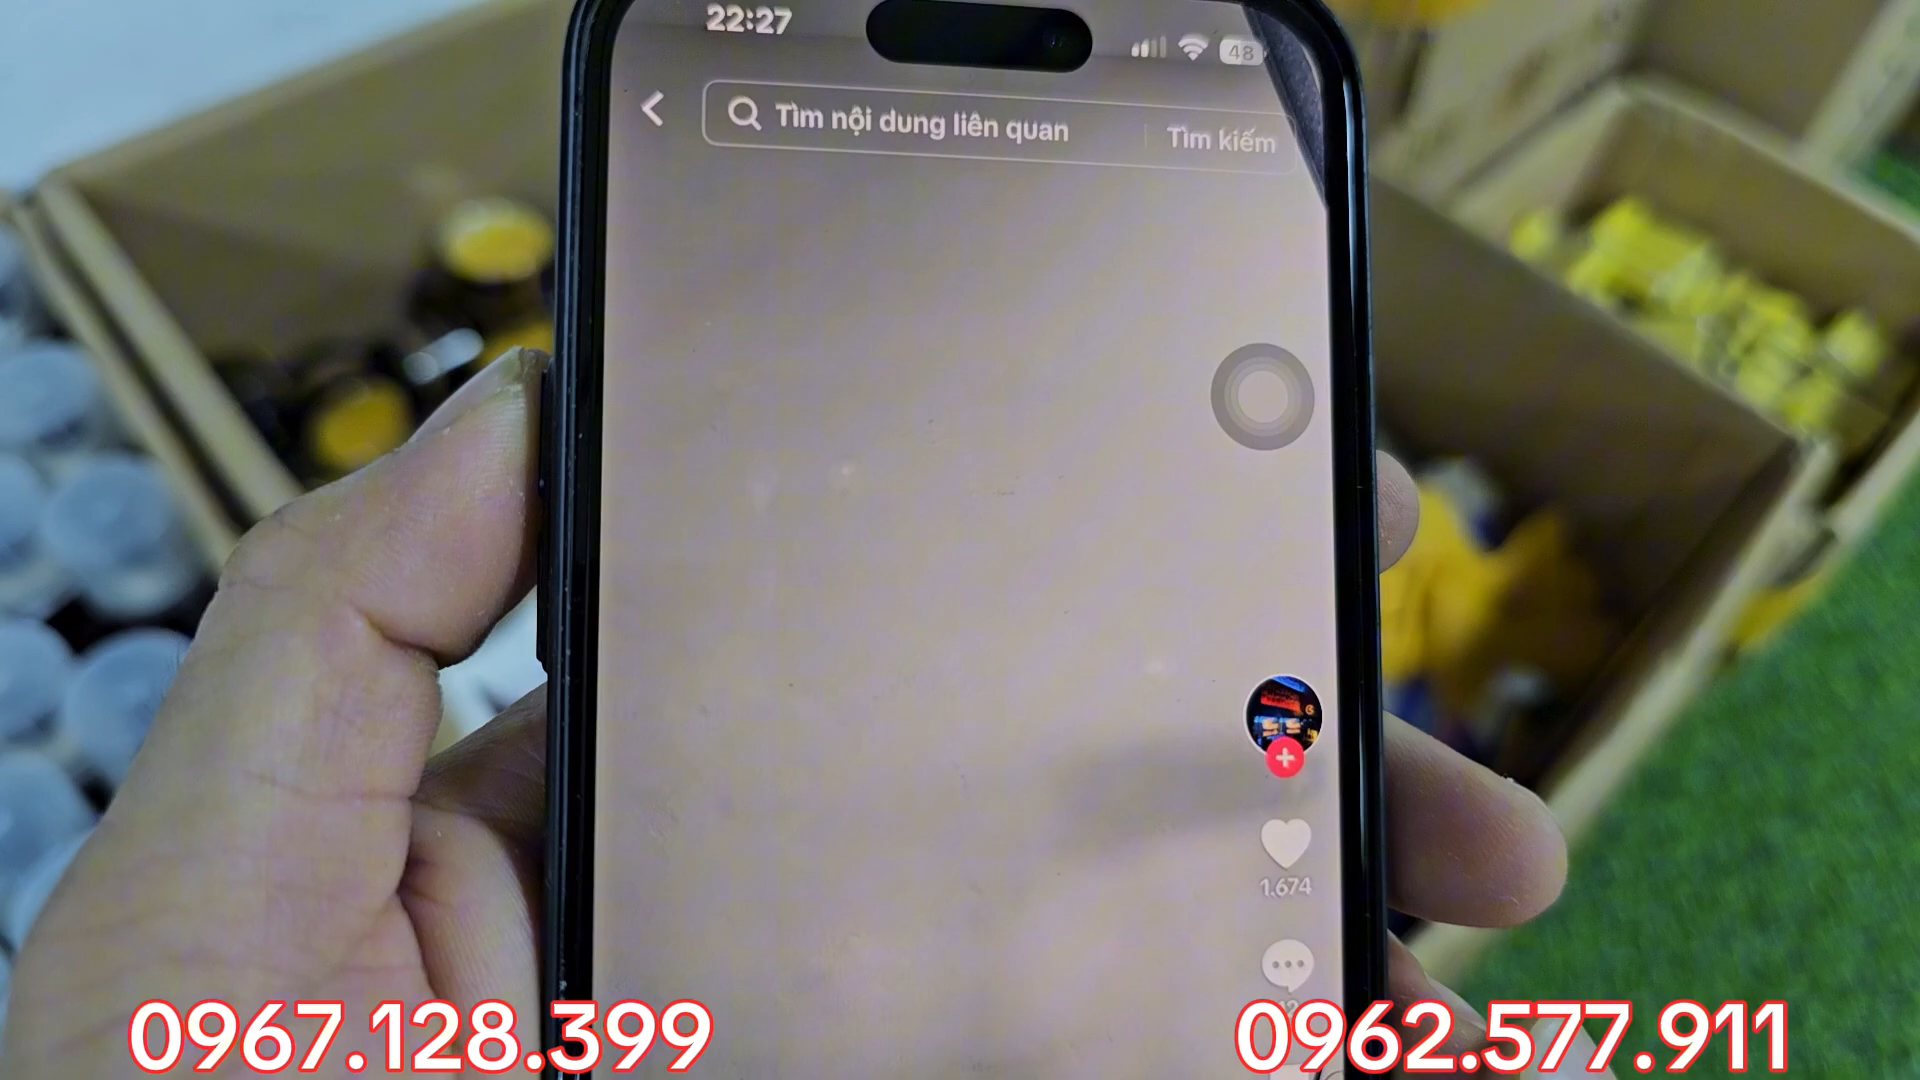 22:27
48
Tìm nội dung liên quan
Tìm kiếm
1.674
0967.128.399
0962.577.911